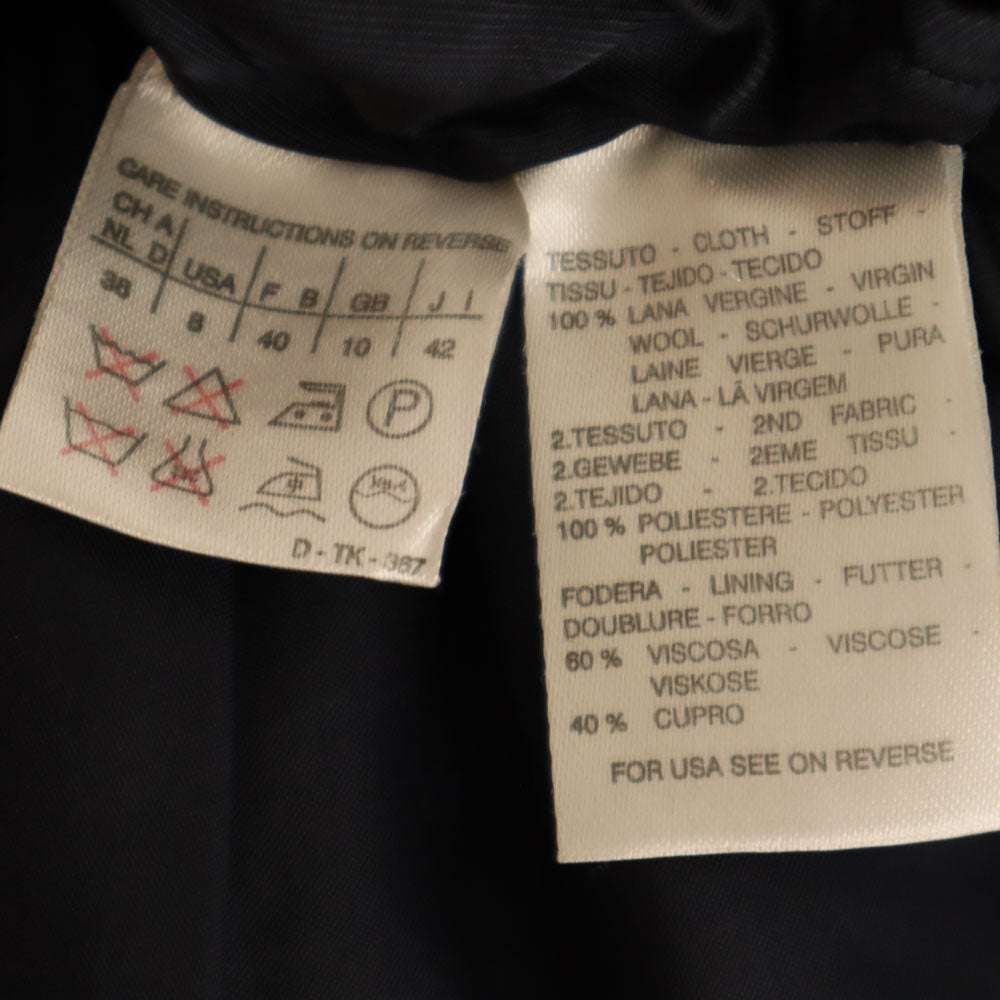 CARE INSTRUCTIONS ON REVERSE
CH A
NL D USA F B GB J I
38 8 40 10 42
P
D - TK - 367
TESSUTO - CLOTH - STOFF -
TISSU - TEJIDO - TECIDO
100 % LANA VERGINE - VIRGIN
WOOL - SCHURWOLLE -
LAINE VIERGE - PURA
LANA - LÃ VIRGEM
2.TESSUTO - 2ND FABRIC -
2.GEWEBE - 2EME TISSU -
2.TEJIDO - 2.TECIDO
100 % POLIESTERE - POLYESTER
POLIESTER
FODERA - LINING - FUTTER -
DOUBLURE - FORRO
60 % VISCOSA - VISCOSE -
VISKOSE
40 % CUPRO
FOR USA SEE ON REVERSE